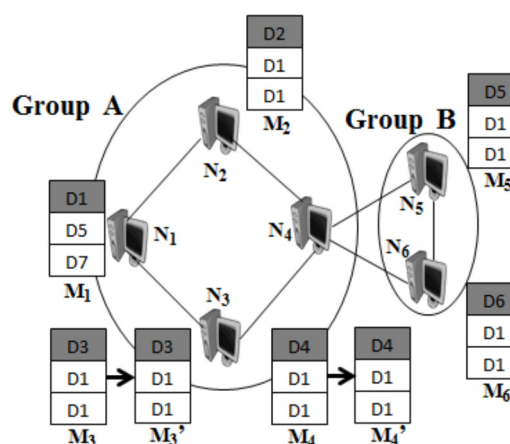 D2
D1
D1
M2
Group A
Group B
D5
D1
D1
M5
N2
N5
D1
D5
D7
M1
N1
N4
N6
N3
D3
D1
D1
M3
D3
D1
D1
M3’
D4
D1
D1
M4
D4
D1
D1
M4’
D6
D1
D1
M6